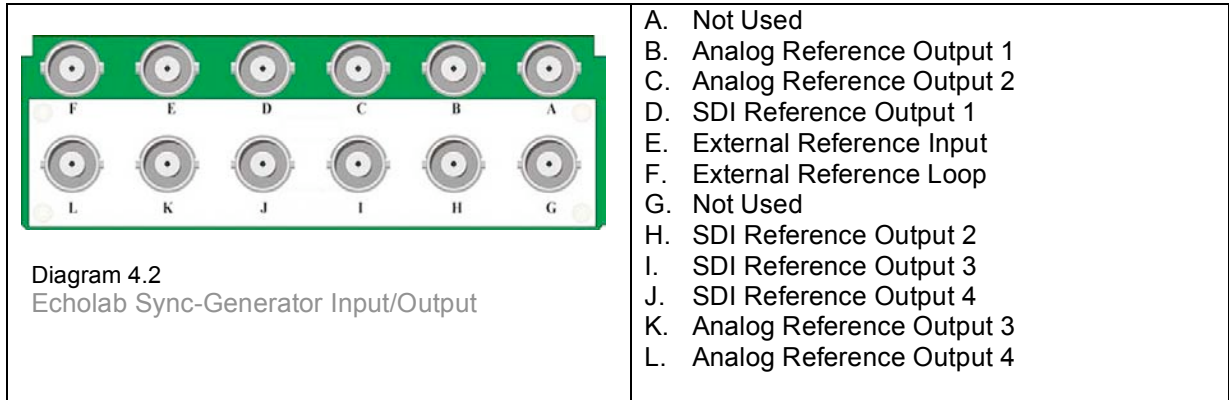 F E D C B A
L K J I H G
Diagram 4.2
Echolab Sync-Generator Input/Output
A. Not Used
B. Analog Reference Output 1
C. Analog Reference Output 2
D. SDI Reference Output 1
E. External Reference Input
F. External Reference Loop
G. Not Used
H. SDI Reference Output 2
I. SDI Reference Output 3
J. SDI Reference Output 4
K. Analog Reference Output 3
L. Analog Reference Output 4